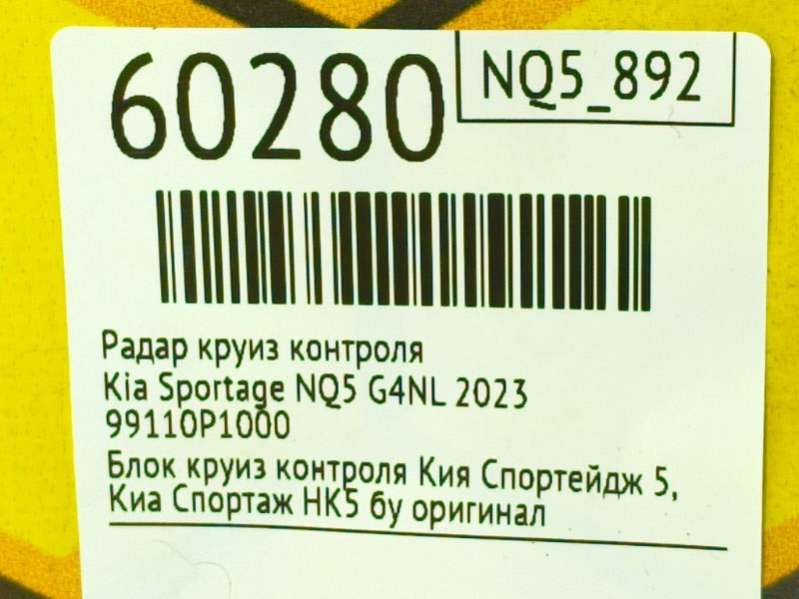 60280
NQ5_892
Радар круиз контроля
Kia Sportage NQ5 G4NL 2023
99110P1000
Блок круиз контроля Кия Спортейдж 5,
Киа Спортаж НК5 бу оригинал